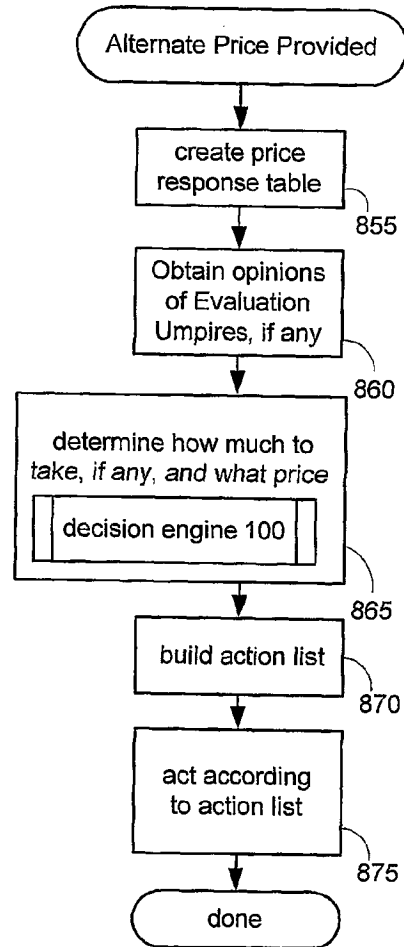 Alternate Price Provided
create price
response table
855
Obtain opinions
of Evaluation
Umpires, if any
860
determine how much to
take, if any, and what price
decision engine 100
865
build action list
870
act according
to action list
875
done